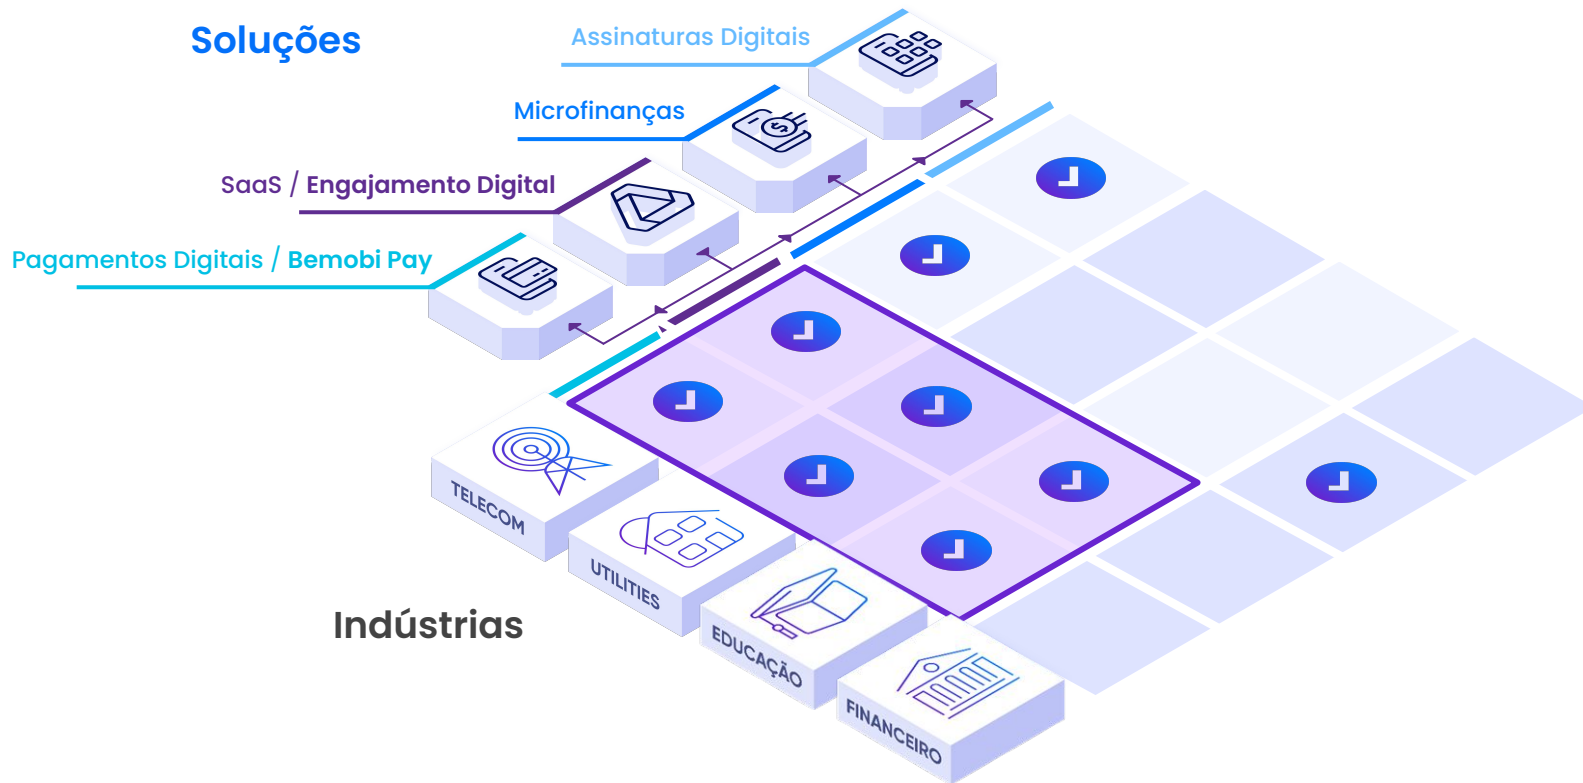 Soluções
Assinaturas Digitais
Microfinanças
SaaS / Engajamento Digital
Pagamentos Digitais / Bemobi Pay
TELECOM
UTILITIES
EDUCAÇÃO
FINANCEIRO
Indústrias